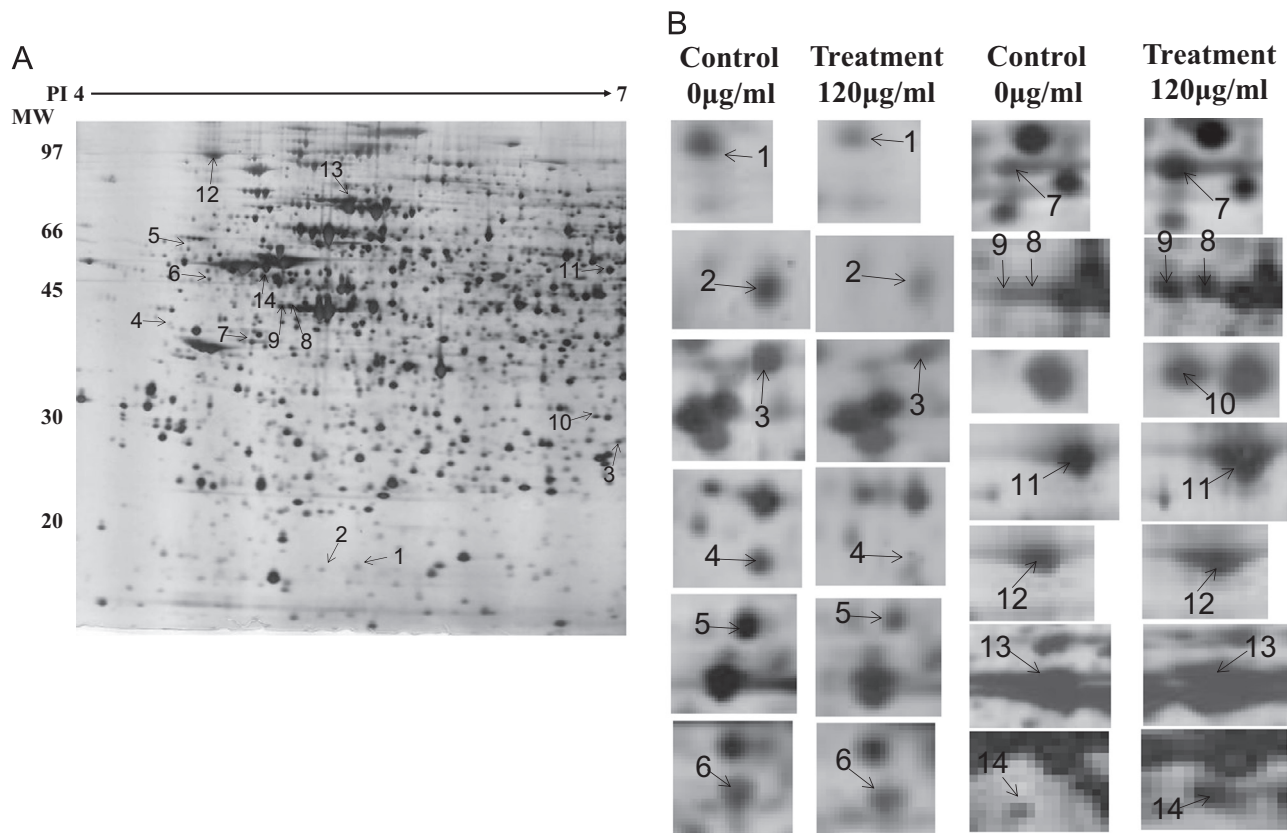 A
PI 4 7
MW
97
66
45
30
20
12
13
5
6
11
14
4
7
9 8
10
3
2
1
B
Control Treatment Control Treatment
0μg/ml 120μg/ml 0μg/ml 120μg/ml
1 1 7 7
2 2 9 8 9 8
3 3 10
4 4 11 11
5 5 12 12
6 6 13 13
14 14